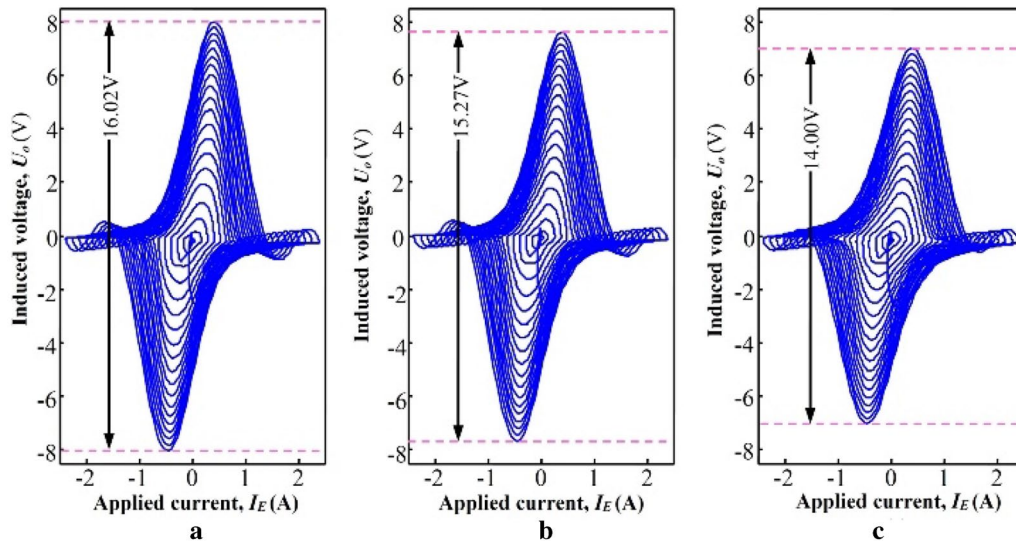 8
6
4
2
0
-2
-4
-6
-8
Induced voltage, Uo (V)
16.02V
-2 -1 0 1 2
Applied current, IE (A)
a
8
6
4
2
0
-2
-4
-6
-8
Induced voltage, Uo (V)
15.27V
-2 -1 0 1 2
Applied current, IE (A)
b
8
6
4
2
0
-2
-4
-6
-8
Induced voltage, Uo (V)
14.00V
-2 -1 0 1 2
Applied current, IE (A)
c